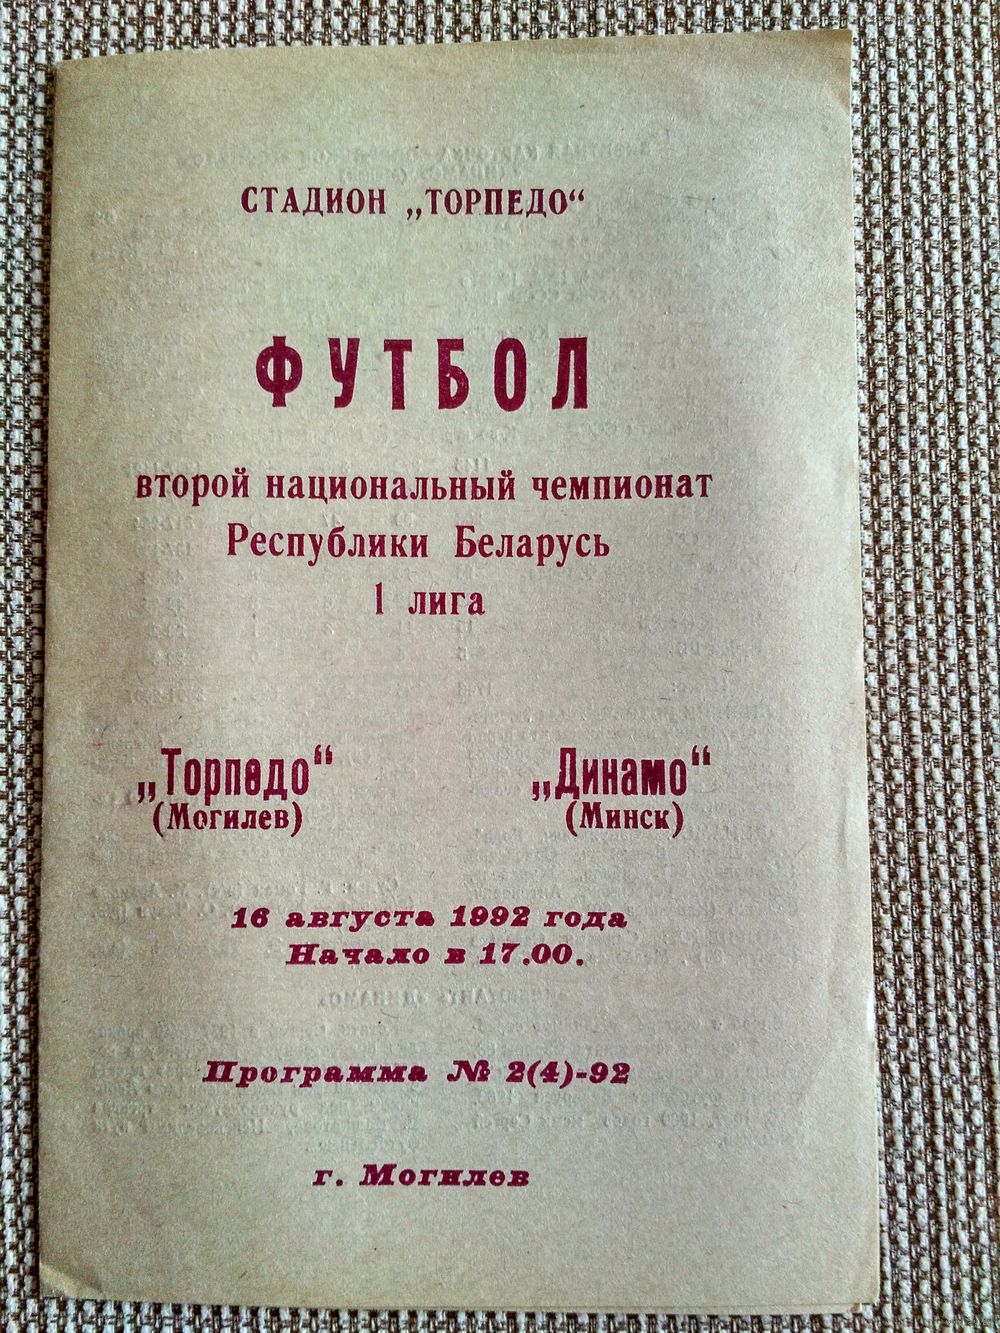 СТАДИОН „ТОРПЕДО“
ФУТБОЛ
второй национальный чемпионат
Республики Беларусь
1 лига
„Торпедо“ „Динамо“
(Могилев) (Минск)
16 августа 1992 года
Начало в 17.00.
Программа № 2(4)-92
г. Могилев